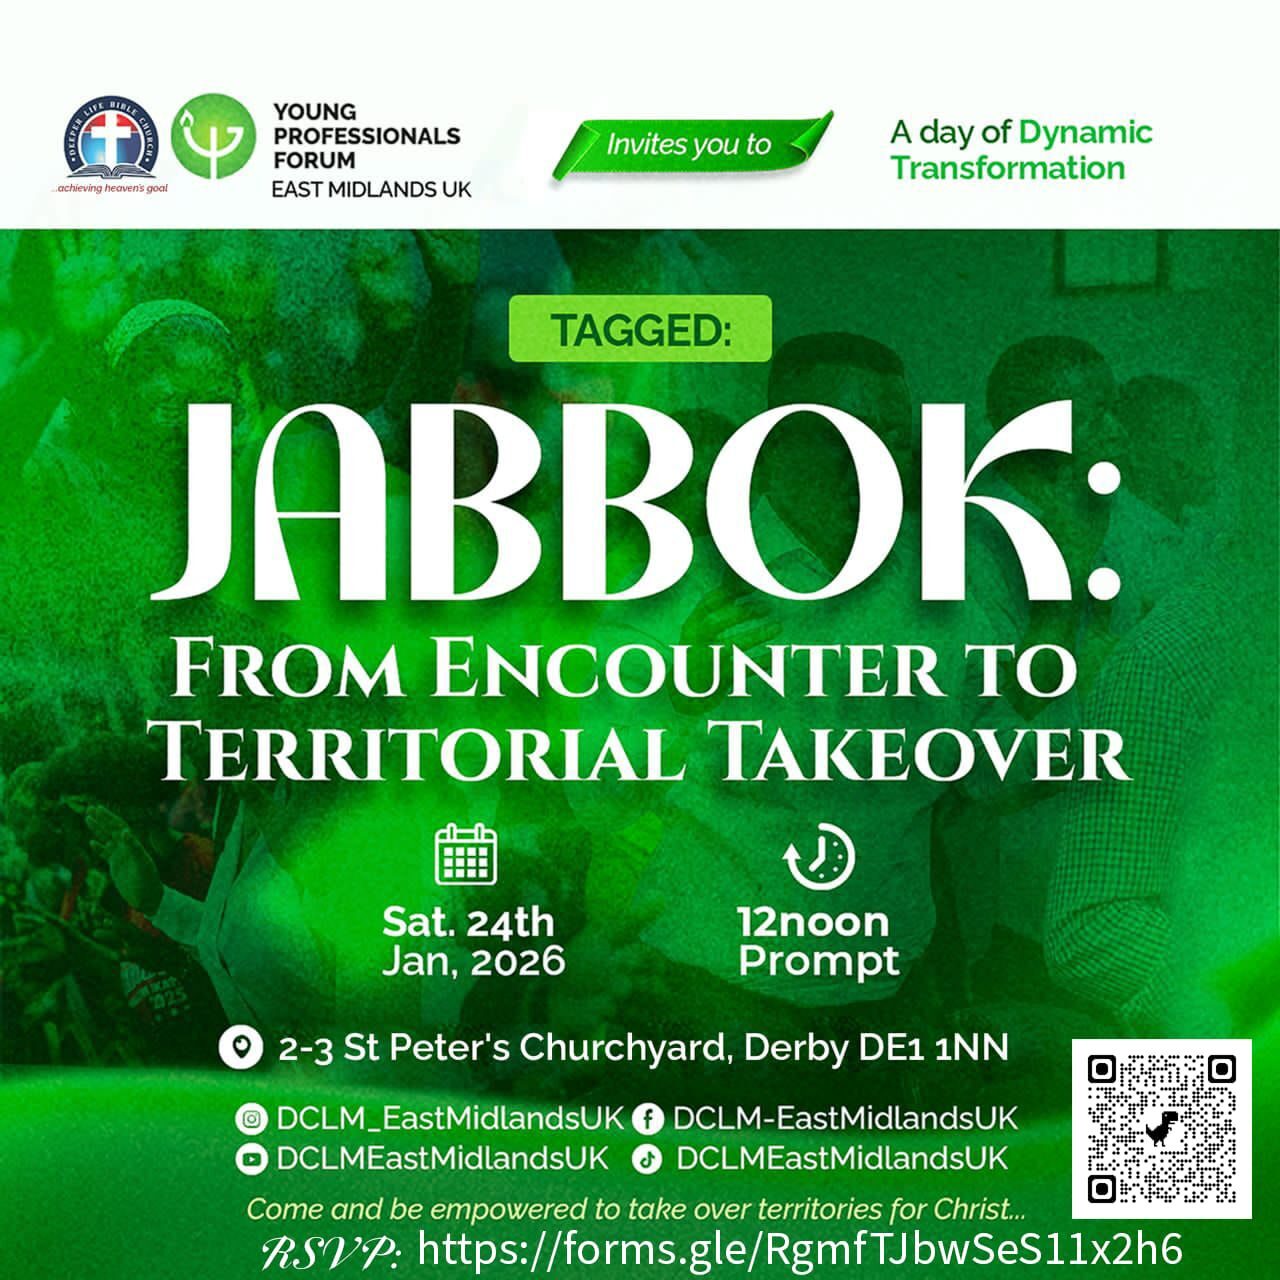 DEEPER LIFE BIBLE CHURCH
...achieving heaven's goal
YOUNG
PROFESSIONALS
FORUM
EAST MIDLANDS UK
Invites you to
A day of Dynamic
Transformation
TAGGED:
JABBOK:
FROM ENCOUNTER TO
TERRITORIAL TAKEOVER
Sat. 24th
Jan, 2026
12noon
Prompt
2-3 St Peter's Churchyard, Derby DE1 1NN
DCLM_EastMidlandsUK DCLM-EastMidlandsUK
DCLMEastMidlandsUK DCLMEastMidlandsUK
Come and be empowered to take over territories for Christ...
RSVP: https://forms.gle/RgmfTJbwSeS11x2h6